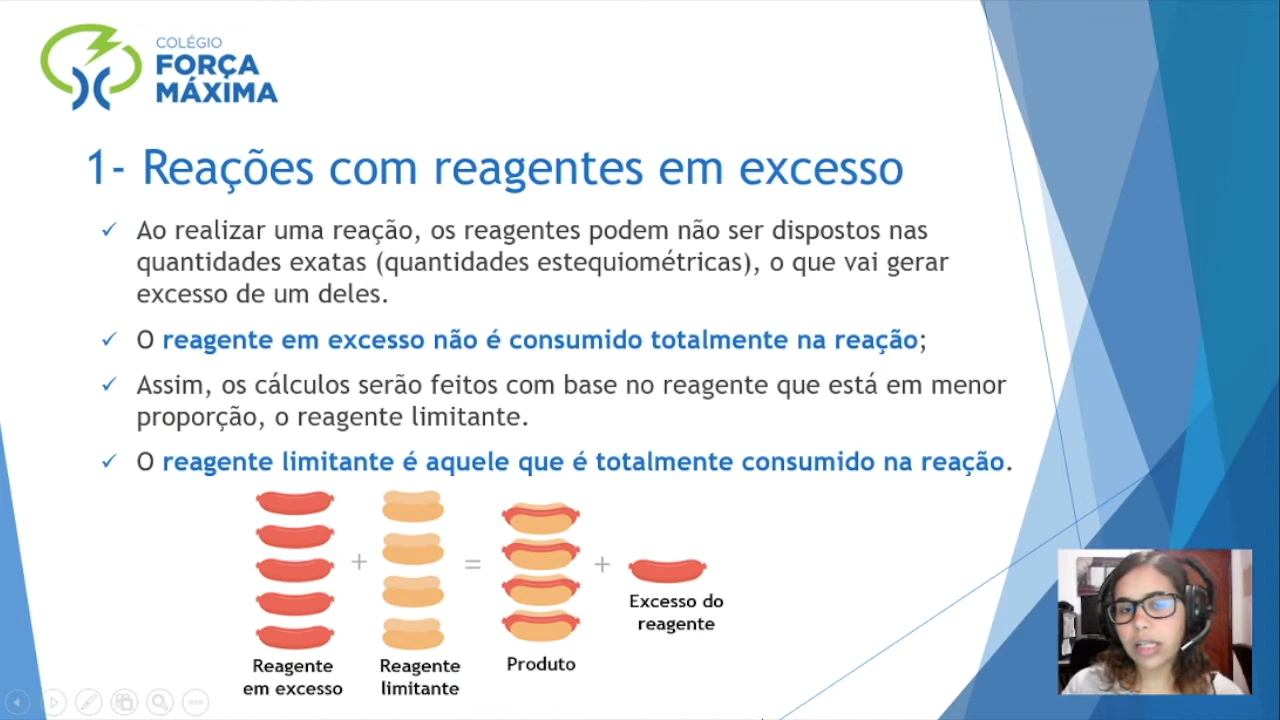 COLÉGIO
FORÇA
MÁXIMA
1- Reações com reagentes em excesso
Ao realizar uma reação, os reagentes podem não ser dispostos nas
quantidades exatas (quantidades estequiométricas), o que vai gerar
excesso de um deles.
O reagente em excesso não é consumido totalmente na reação;
Assim, os cálculos serão feitos com base no reagente que está em menor
proporção, o reagente limitante.
O reagente limitante é aquele que é totalmente consumido na reação.
+
=
+
Excesso do
reagente
Reagente
em excesso
Reagente
limitante
Produto